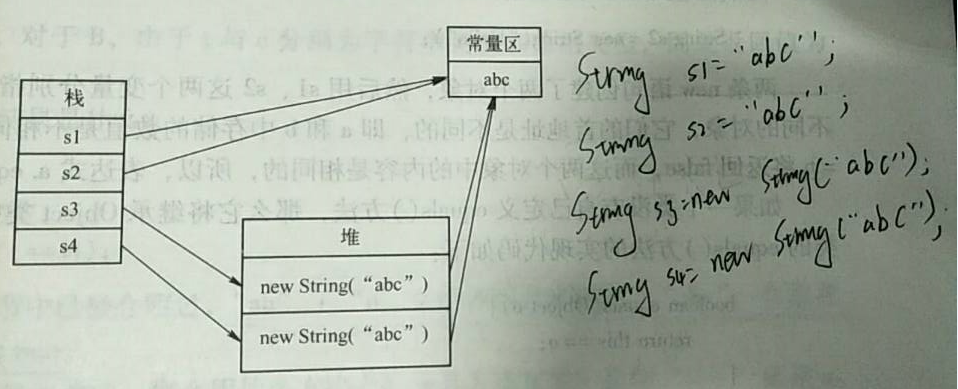 常量区
abc
栈
s1
s2
s3
s4
堆
new String(“abc”)
new String(“abc”)
String s1= "abc";
String s2= "abc";
String s3=new String("abc");
String s4= new String("abc");